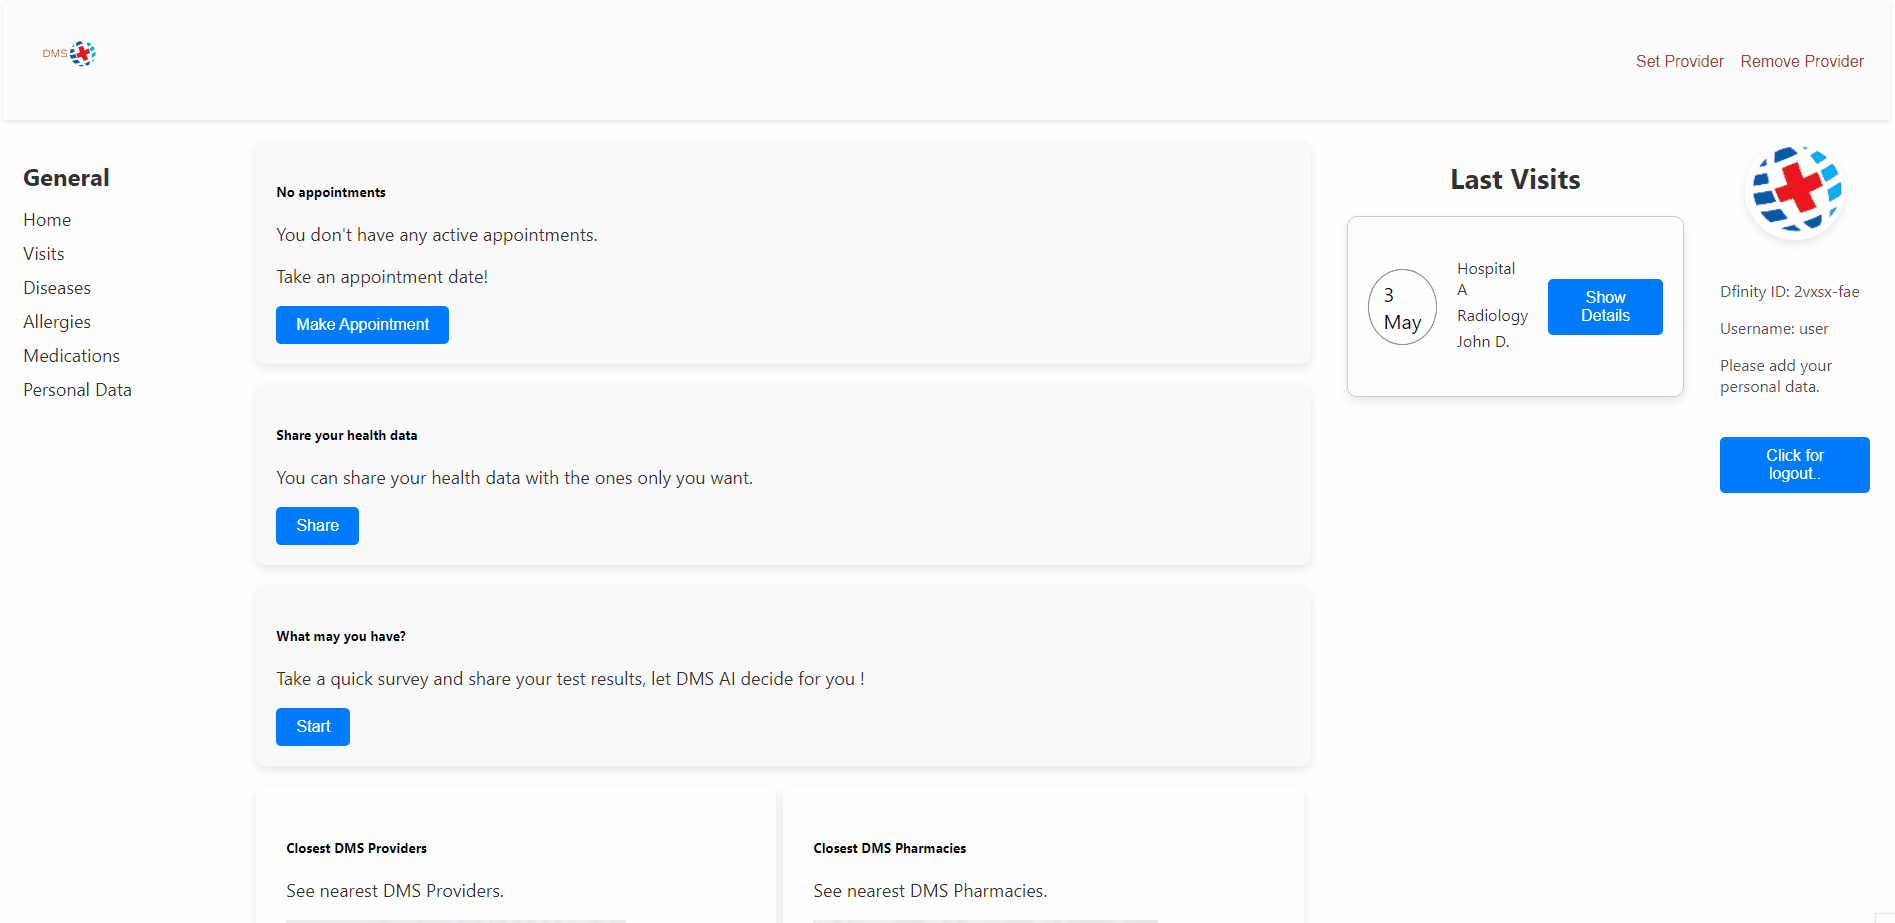 DMS
Set Provider Remove Provider
General
Home
Visits
Diseases
Allergies
Medications
Personal Data
No appointments
You don't have any active appointments.
Take an appointment date!
Make Appointment
Share your health data
You can share your health data with the ones only you want.
Share
What may you have?
Take a quick survey and share your test results, let DMS AI decide for you !
Start
Closest DMS Providers
See nearest DMS Providers.
Closest DMS Pharmacies
See nearest DMS Pharmacies.
Last Visits
3
May
Hospital
A
Radiology
John D.
Show
Details
Dfinity ID: 2vxsx-fae
Username: user
Please add your
personal data.
Click for
logout..